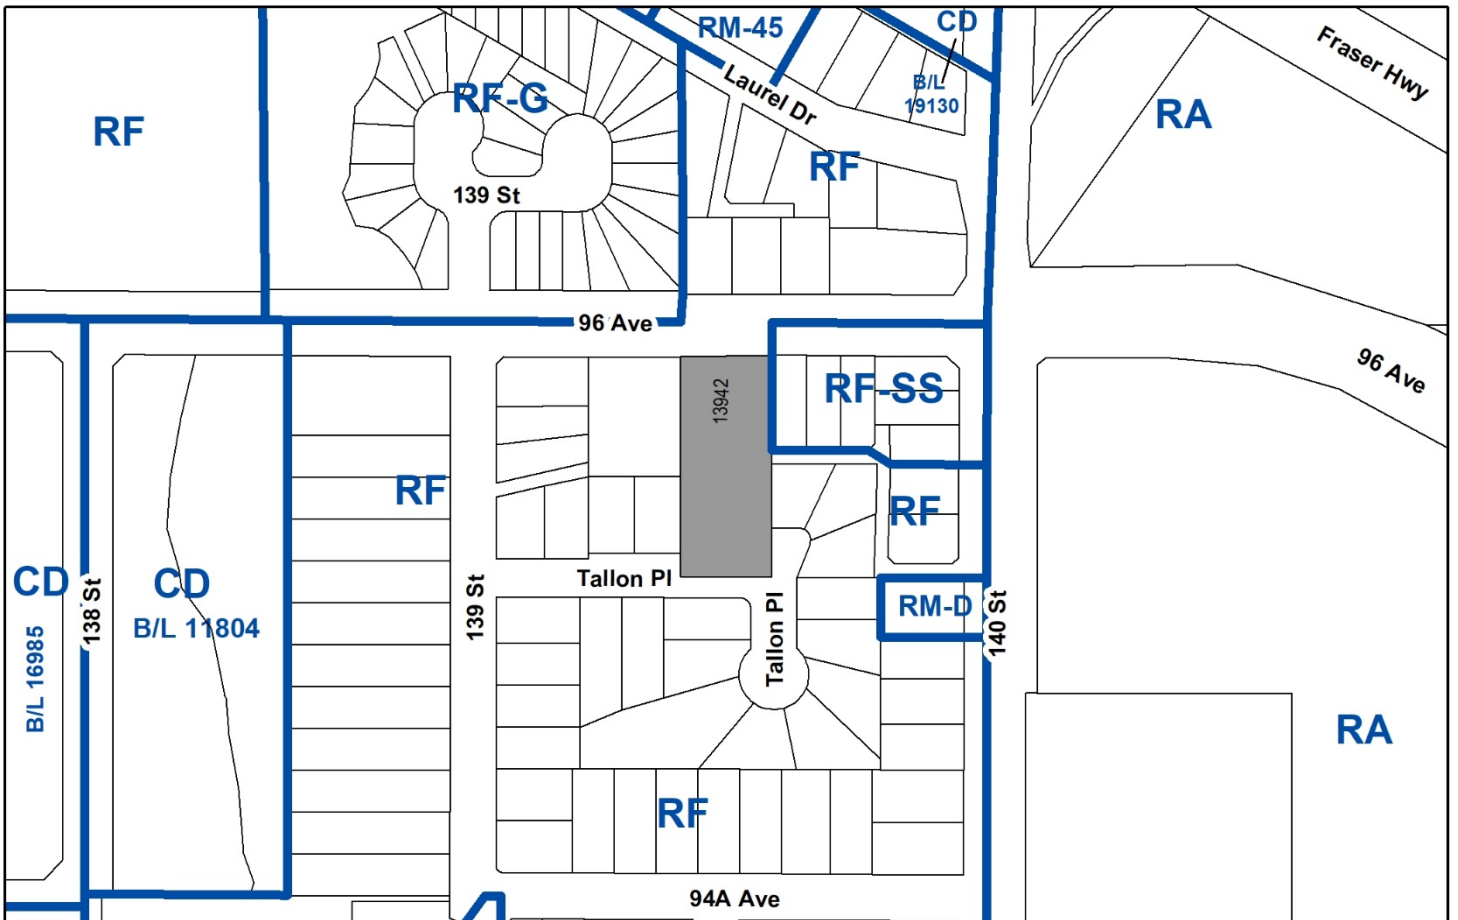 RM-45
CD
Fraser Hwy
RF-G
Laurel Dr
B/L
19130
RA
RF
RF
139 St
96 Ave
96 Ave
13942
RF-SS
RF
RF
CD
138 St
CD
Tallon Pl
B/L 11804
139 St
Tallon Pl
RM-D
140 St
B/L 16985
RA
RF
94A Ave